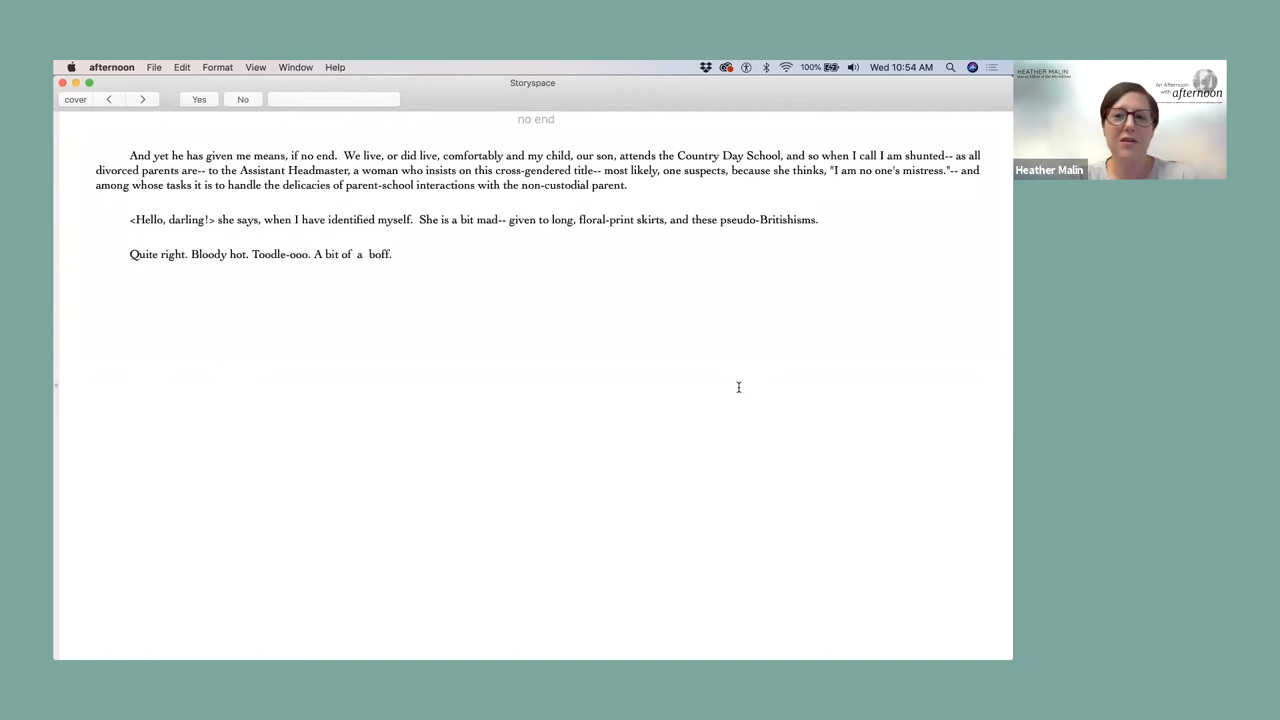 afternoon File Edit Format View Window Help 100% Wed 10:54 AM
Storyspace
cover Yes No
no end
And yet he has given me means, if no end. We live, or did live, comfortably and my child, our son, attends the Country Day School, and so when I call I am shunted-- as all
divorced parents are-- to the Assistant Headmaster, a woman who insists on this cross-gendered title-- most likely, one suspects, because she thinks, "I am no one's mistress."-- and
among whose tasks it is to handle the delicacies of parent-school interactions with the non-custodial parent.
<Hello, darling!> she says, when I have identified myself. She is a bit mad-- given to long, floral-print skirts, and these pseudo-Britishisms.
Quite right. Bloody hot. Toodle-ooo. A bit of a boff.
HEATHER MALIN
An Afternoon
with afternoon
Heather Malin